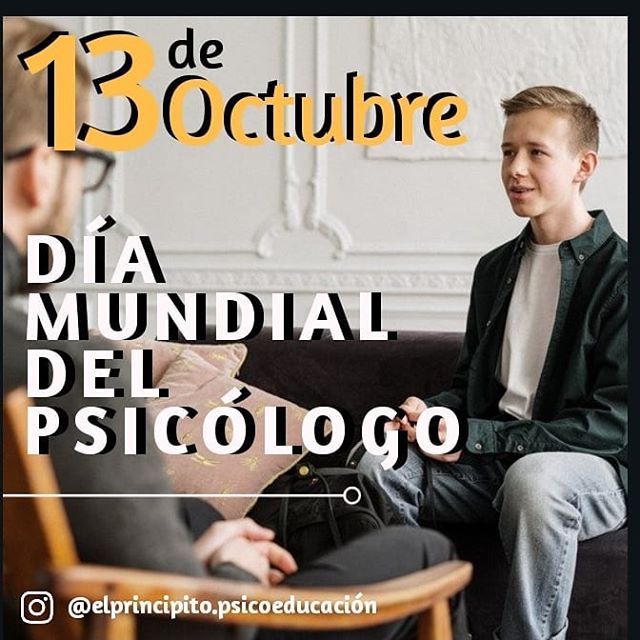 13 de
Octubre
DÍA
MUNDIAL
DEL
PSICÓLOGO
@elprincipito.psicoeducación